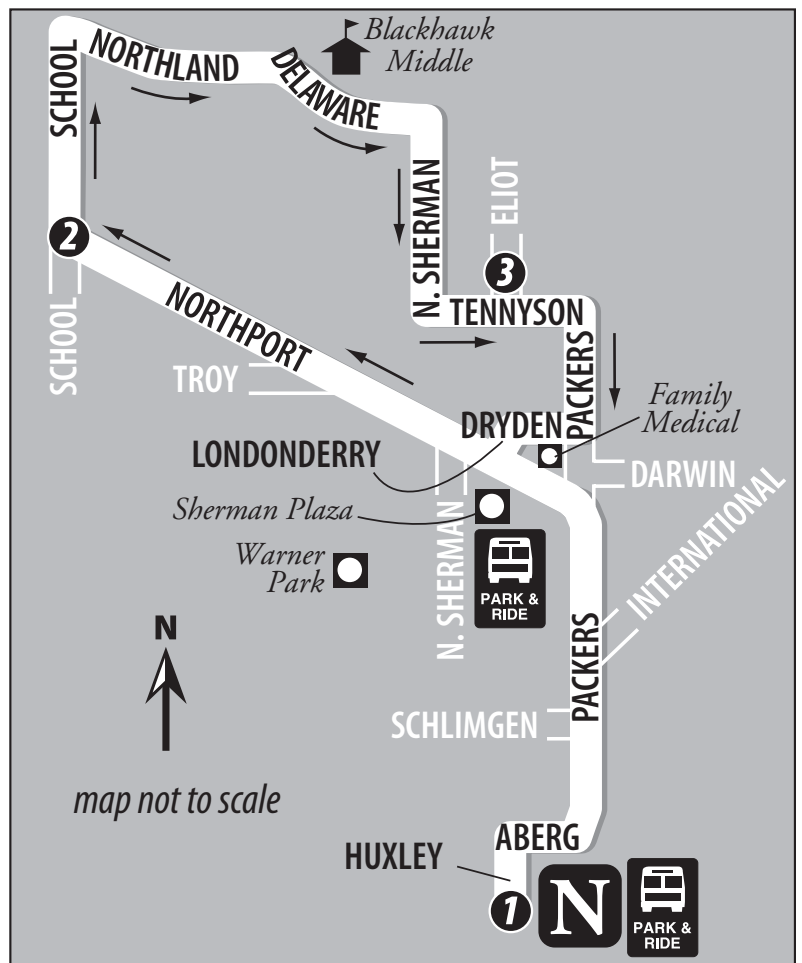 Blackhawk
Middle
NORTHLAND
DELAWARE
SCHOOL
N. SHERMAN
ELIOT
2
3
TENNYSON
NORTHPORT
SCHOOL
TROY
PACKERS
Family
Medical
DRYDEN
LONDONDERRY
DARWIN
Sherman Plaza
INTERNATIONAL
Warner
Park
N. SHERMAN
PARK &
RIDE
N
PACKERS
SCHLIMGEN
map not to scale
ABERG
HUXLEY
1
N
PARK &
RIDE